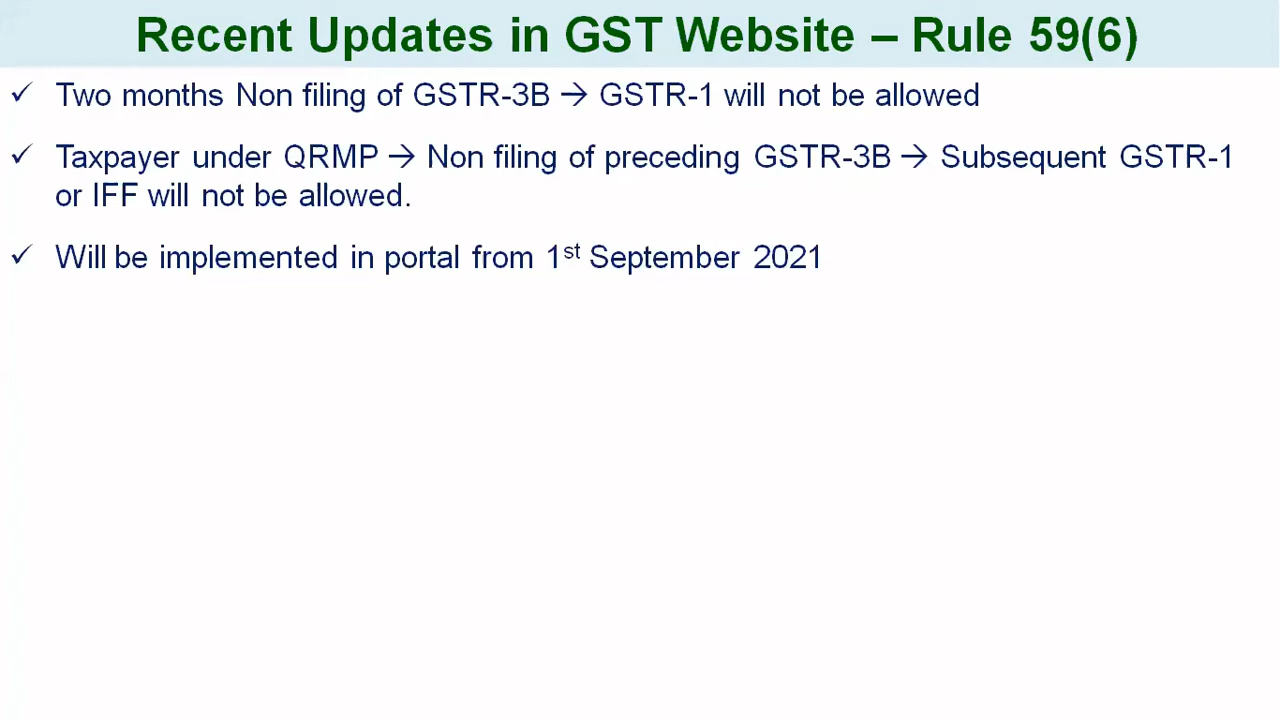 Recent Updates in GST Website – Rule 59(6)
✓ Two months Non filing of GSTR-3B → GSTR-1 will not be allowed
✓ Taxpayer under QRMP → Non filing of preceding GSTR-3B → Subsequent GSTR-1
or IFF will not be allowed.
✓ Will be implemented in portal from 1st September 2021